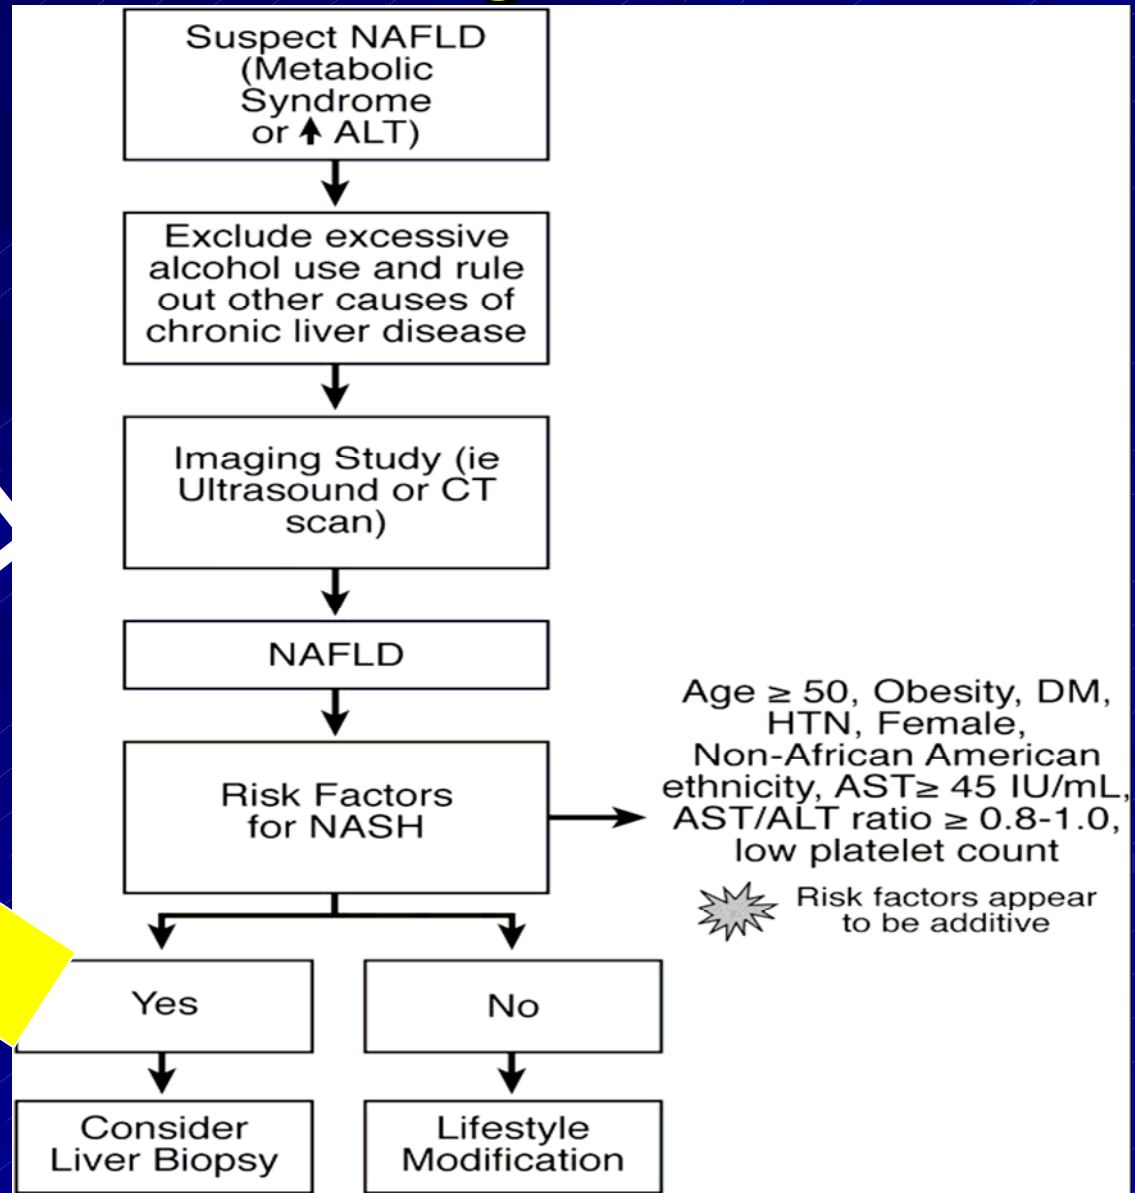 Suspect NAFLD
(Metabolic
Syndrome
or ↑ ALT)
Exclude excessive
alcohol use and rule
out other causes of
chronic liver disease
Imaging Study (ie
Ultrasound or CT
scan)
NAFLD
Risk Factors
for NASH
Age ≥ 50, Obesity, DM,
HTN, Female,
Non-African American
ethnicity, AST≥ 45 IU/mL,
AST/ALT ratio ≥ 0.8-1.0,
low platelet count
Risk factors appear
to be additive
Yes
No
Consider
Liver Biopsy
Lifestyle
Modification